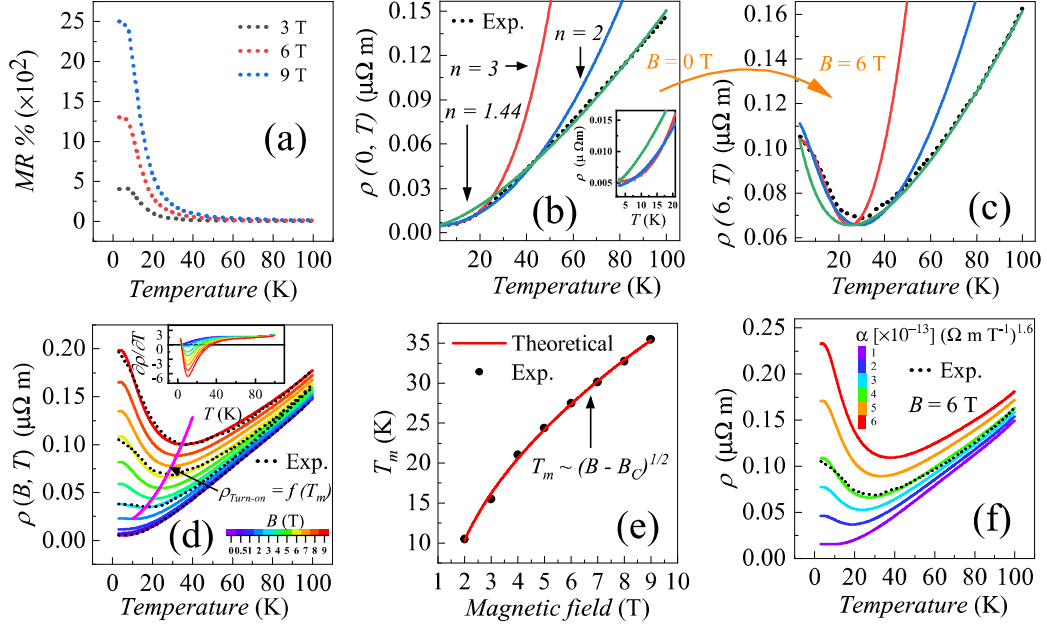 MR % (×10²)
25
20
15
10
5
0
3 T
6 T
9 T
(a)
0 20 40 60 80 100
Temperature (K)
ρ (0, T) (μΩ m)
0.15
0.12
0.09
0.06
0.03
0.00
Exp.
n = 2
n = 3
n = 1.44
(b)
ρ (μΩm)
0.015
0.010
0.005
5 10 15 20
T (K)
20 40 60 80 100
Temperature (K)
B = 0 T
B = 6 T
ρ (6, T) (μΩ m)
0.16
0.14
0.12
0.10
0.08
0.06
(c)
0 20 40 60 80 100
Temperature (K)
ρ (B, T) (μΩ m)
0.20
0.15
0.10
0.05
0.00
∂ρ/∂T
3
0
-3
-6
0 50 100
T (K)
Exp.
ρTurn-on = f (Tm)
B (T)
0 0.5 1 2 3 4 5 6 7 8 9
(d)
0 20 40 60 80 100
Temperature (K)
Tm (K)
35
30
25
20
15
10
Theoretical
Exp.
Tm ~ (B - BC)^1/2
(e)
1 2 3 4 5 6 7 8 9 10
Magnetic field (T)
ρ (μΩ m)
0.25
0.20
0.15
0.10
0.05
0.00
α [×10⁻¹³] (Ω m T⁻¹)^1.6
1
2
3
4
5
6
Exp.
B = 6 T
(f)
0 20 40 60 80 100
Temperature (K)